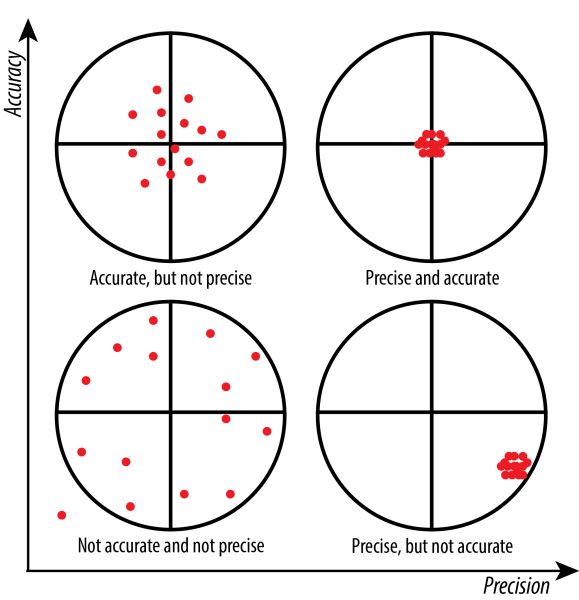 Accuracy
Accurate, but not precise
Precise and accurate
Not accurate and not precise
Precise, but not accurate
Precision